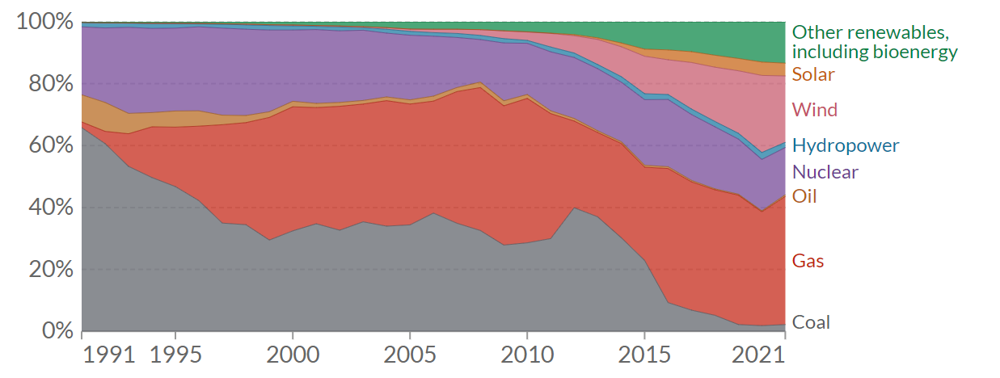 100%
80%
60%
40%
20%
0%
1991 1995 2000 2005 2010 2015 2021
Other renewables,
including bioenergy
Solar
Wind
Hydropower
Nuclear
Oil
Gas
Coal